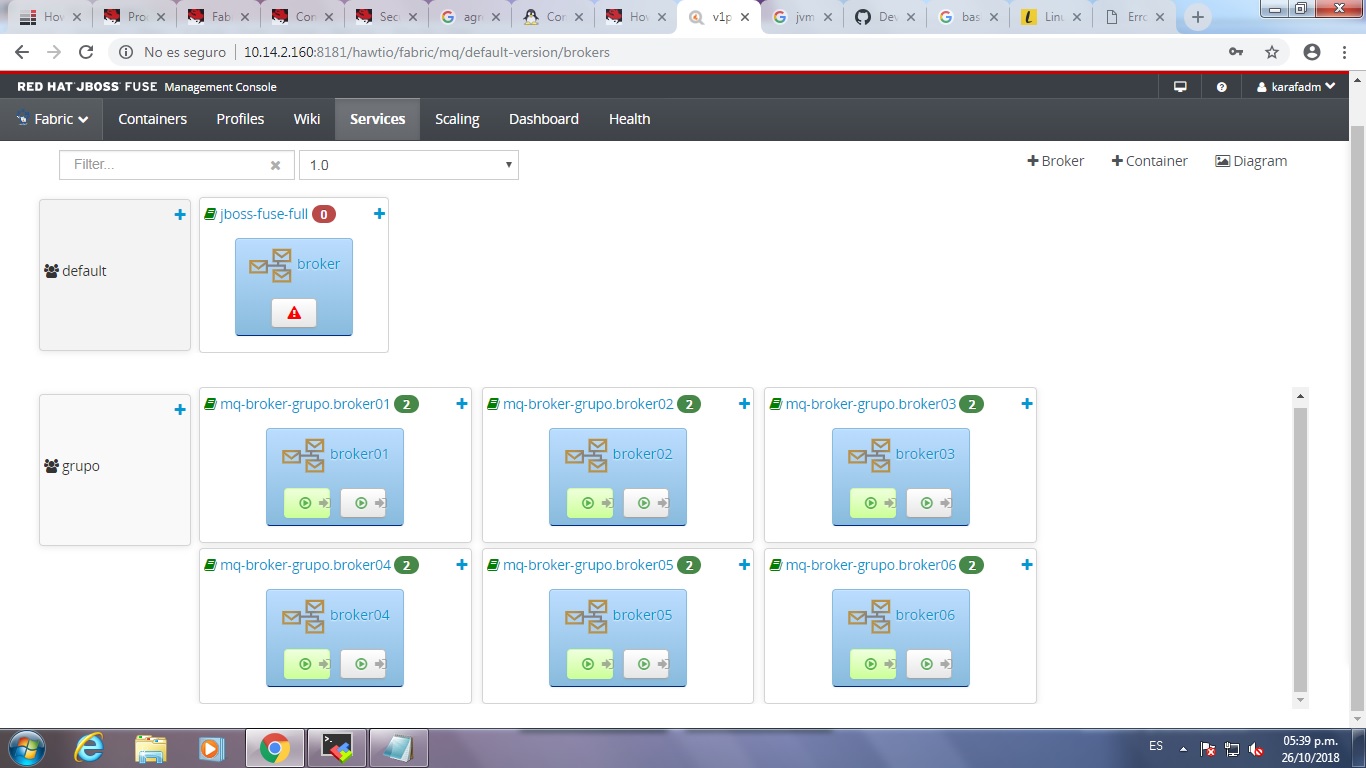 How
Pro
Fab
Con
Sec
agr
Cor
Hov
v1p
jvm
Dev
bas
Linu
Erro
No es seguro
10.14.2.160:8181/hawtio/fabric/mq/default-version/brokers
RED HAT JBOSS FUSE Management Console
karafadm
Fabric Containers Profiles Wiki Services Scaling Dashboard Health
Filter...
1.0
Broker Container Diagram
default
jboss-fuse-full 0
broker
grupo
mq-broker-grupo.broker01 2
broker01
mq-broker-grupo.broker02 2
broker02
mq-broker-grupo.broker03 2
broker03
mq-broker-grupo.broker04 2
broker04
mq-broker-grupo.broker05 2
broker05
mq-broker-grupo.broker06 2
broker06
ES
05:39 p.m.
26/10/2018